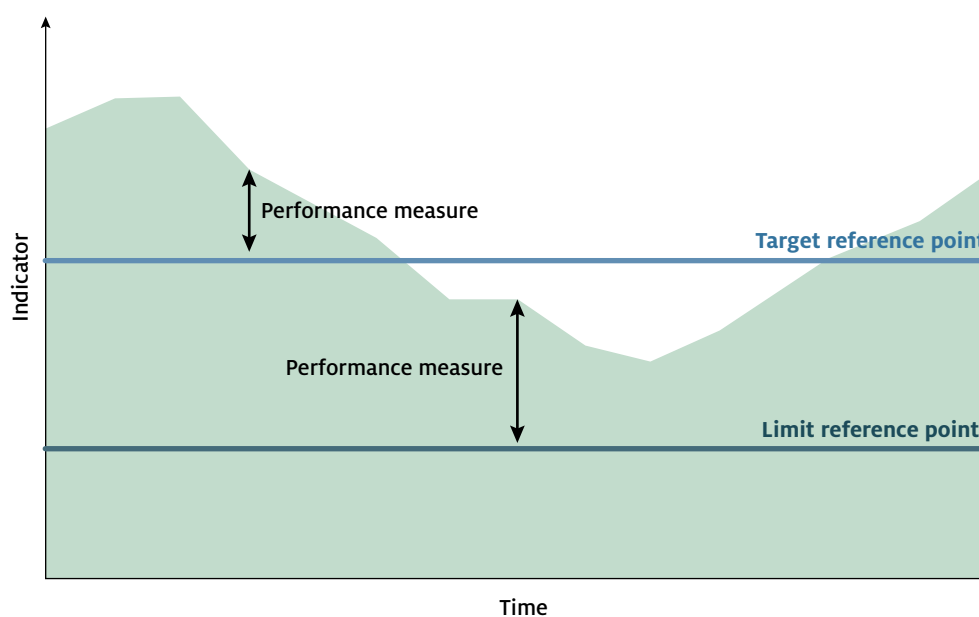 Performance measure
Target reference point
Indicator
Performance measure
Limit reference point
Time